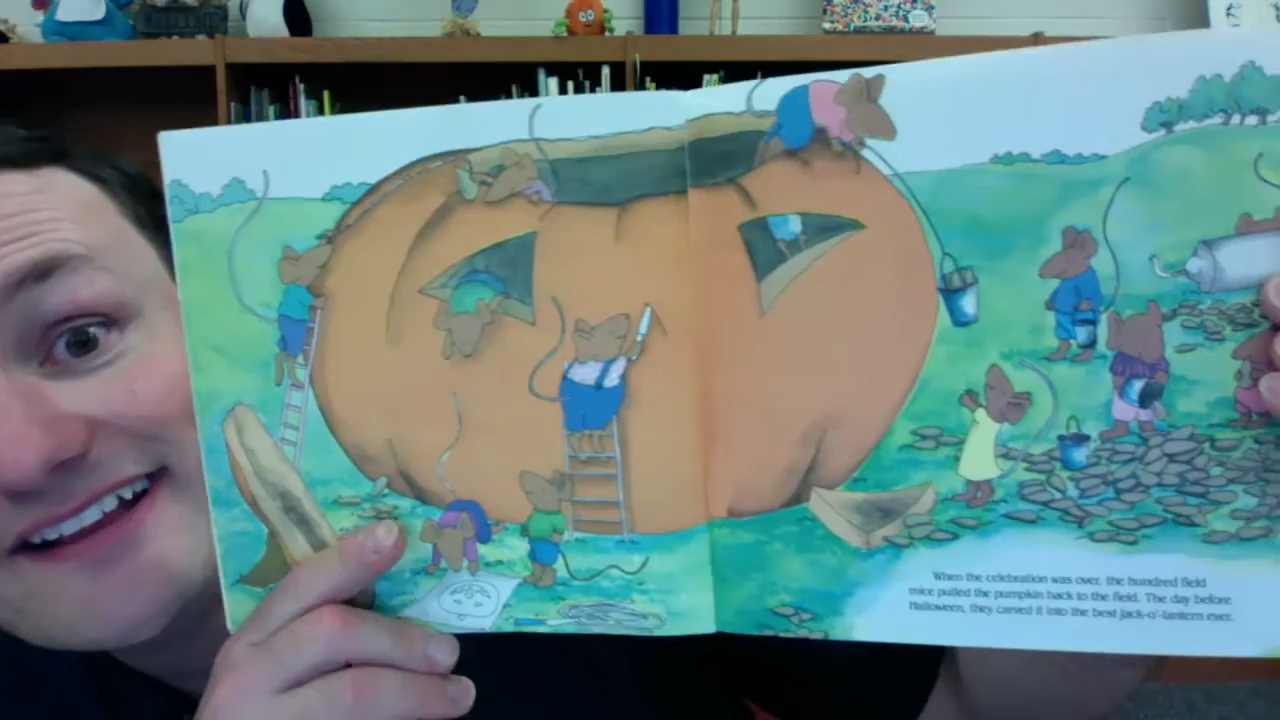 When the celebration was over, the hundred field
mice pulled the pumpkin back to the field. The day before
Halloween, they carved it into the best jack-o'-lantern ever.